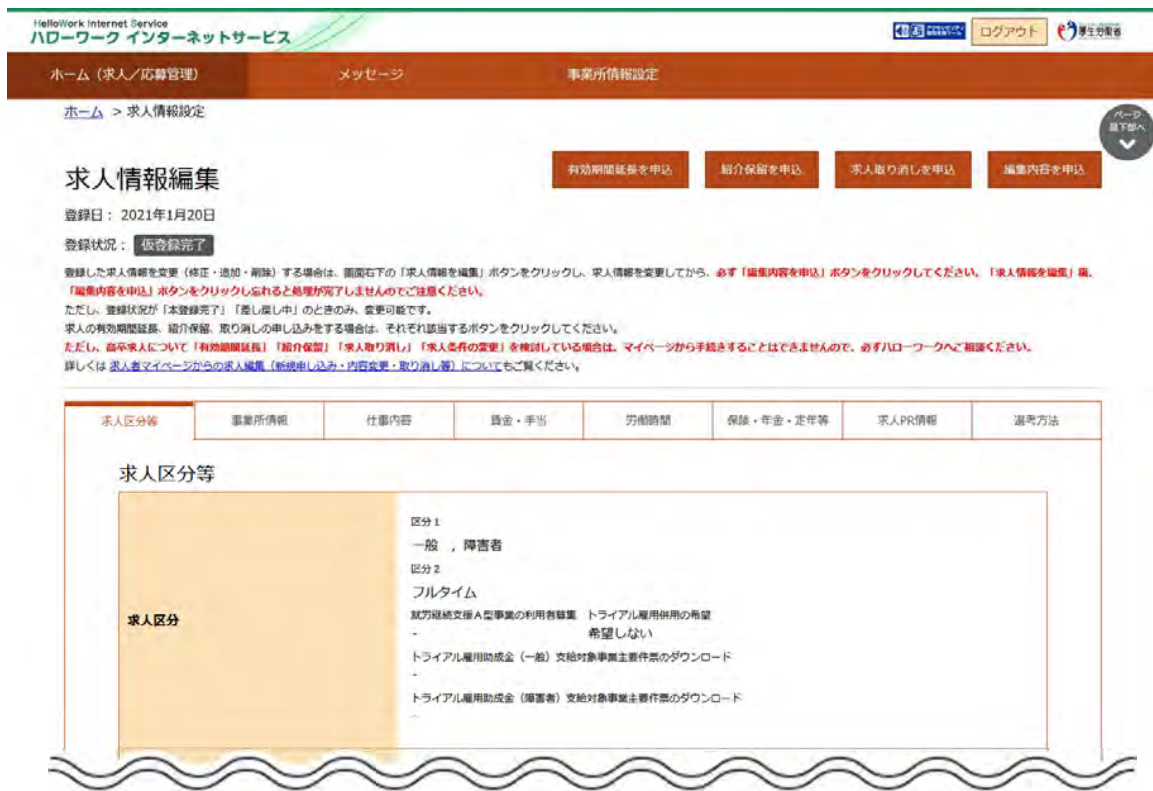 HelloWork Internet Service
ハローワーク インターネットサービス
ログアウト
厚生労働省
ホーム（求人／応募管理）
メッセージ
事業所情報設定
ホーム > 求人情報設定
ページ
最下部へ
求人情報編集
有効期間延長を申込
紹介保留を申込
求人取り消しを申込
編集内容を申込
登録日： 2021年1月20日
登録状況： 仮登録完了
登録した求人情報を変更（修正・追加・削除）する場合は、画面右下の「求人情報を編集」ボタンをクリックし、求人情報を変更してから、必ず「編集内容を申込」ボタンをクリックしてください。「求人情報を編集」後、
「編集内容を申込」ボタンをクリックし忘れると処理が完了しませんのでご注意ください。
ただし、登録状況が「本登録完了」「差し戻し中」のときのみ、変更可能です。
求人の有効期間延長、紹介保留、取り消しの申し込みをする場合は、それぞれ該当するボタンをクリックしてください。
ただし、高卒求人について「有効期間延長」「紹介保留」「求人取り消し」「求人条件の変更」を検討している場合は、マイページから手続きすることはできませんので、必ずハローワークへご相談ください。
詳しくは 求人者マイページからの求人編集（新規申し込み・内容変更・取り消し等）についてもご覧ください。
求人区分等
事業所情報
仕事内容
賃金・手当
労働時間
保険・年金・定年等
求人PR情報
選考方法
求人区分等
求人区分
区分1
一般 ，障害者
区分2
フルタイム
就労継続支援A型事業の利用者募集 トライアル雇用併用の希望
- 希望しない
トライアル雇用助成金（一般）支給対象事業主要件票のダウンロード
-
トライアル雇用助成金（障害者）支給対象事業主要件票のダウンロード
-